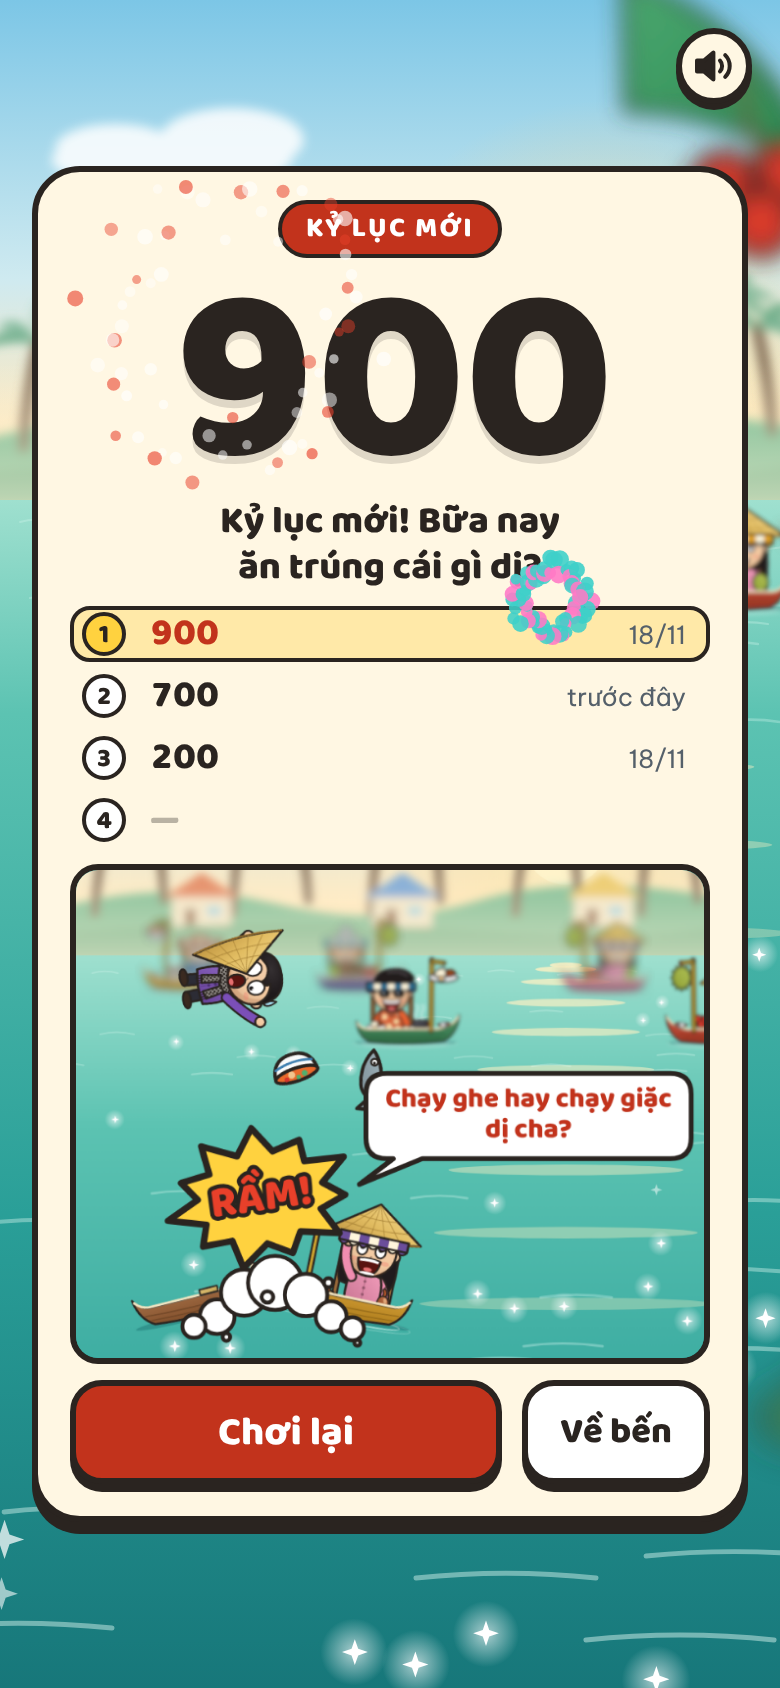 KỶ LỤC MỚI
900
Kỷ lục mới! Bữa nay
ăn trúng cái gì dị?
1 900 18/11
2 700 trước đây
3 200 18/11
4 —
Chạy ghe hay chạy giặc
dị cha?
RẦM!
Chơi lại
Về bến